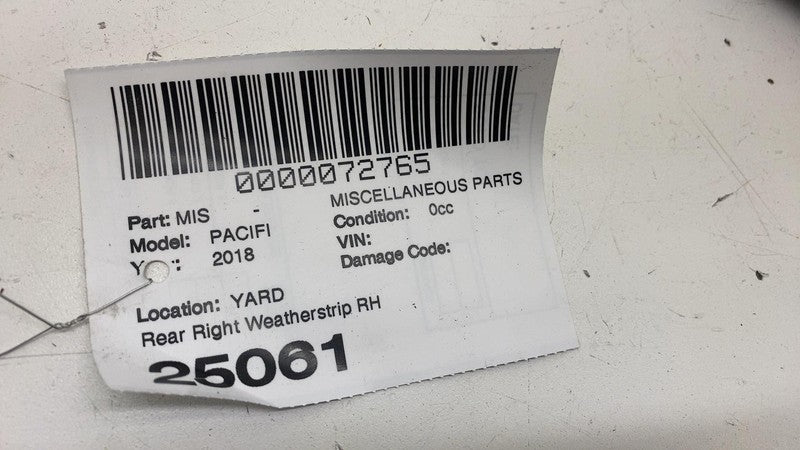 0000072765
MISCELLANEOUS PARTS
Part: MIS -
Condition: 0cc
Model: PACIFI
VIN:
2018
Damage Code:
Location: YARD
Rear Right Weatherstrip RH
25061